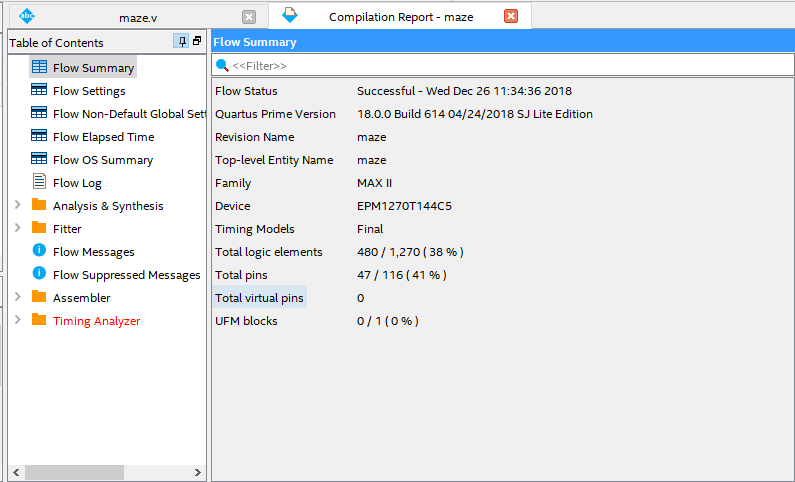 abc maze.v Compilation Report - maze
Table of Contents
Flow Summary
Flow Settings
Flow Non-Default Global Sett
Flow Elapsed Time
Flow OS Summary
Flow Log
Analysis & Synthesis
Fitter
Flow Messages
Flow Suppressed Messages
Assembler
Timing Analyzer
Flow Summary
<<Filter>>
Flow Status Successful - Wed Dec 26 11:34:36 2018
Quartus Prime Version 18.0.0 Build 614 04/24/2018 SJ Lite Edition
Revision Name maze
Top-level Entity Name maze
Family MAX II
Device EPM1270T144C5
Timing Models Final
Total logic elements 480 / 1,270 ( 38 % )
Total pins 47 / 116 ( 41 % )
Total virtual pins 0
UFM blocks 0 / 1 ( 0 % )